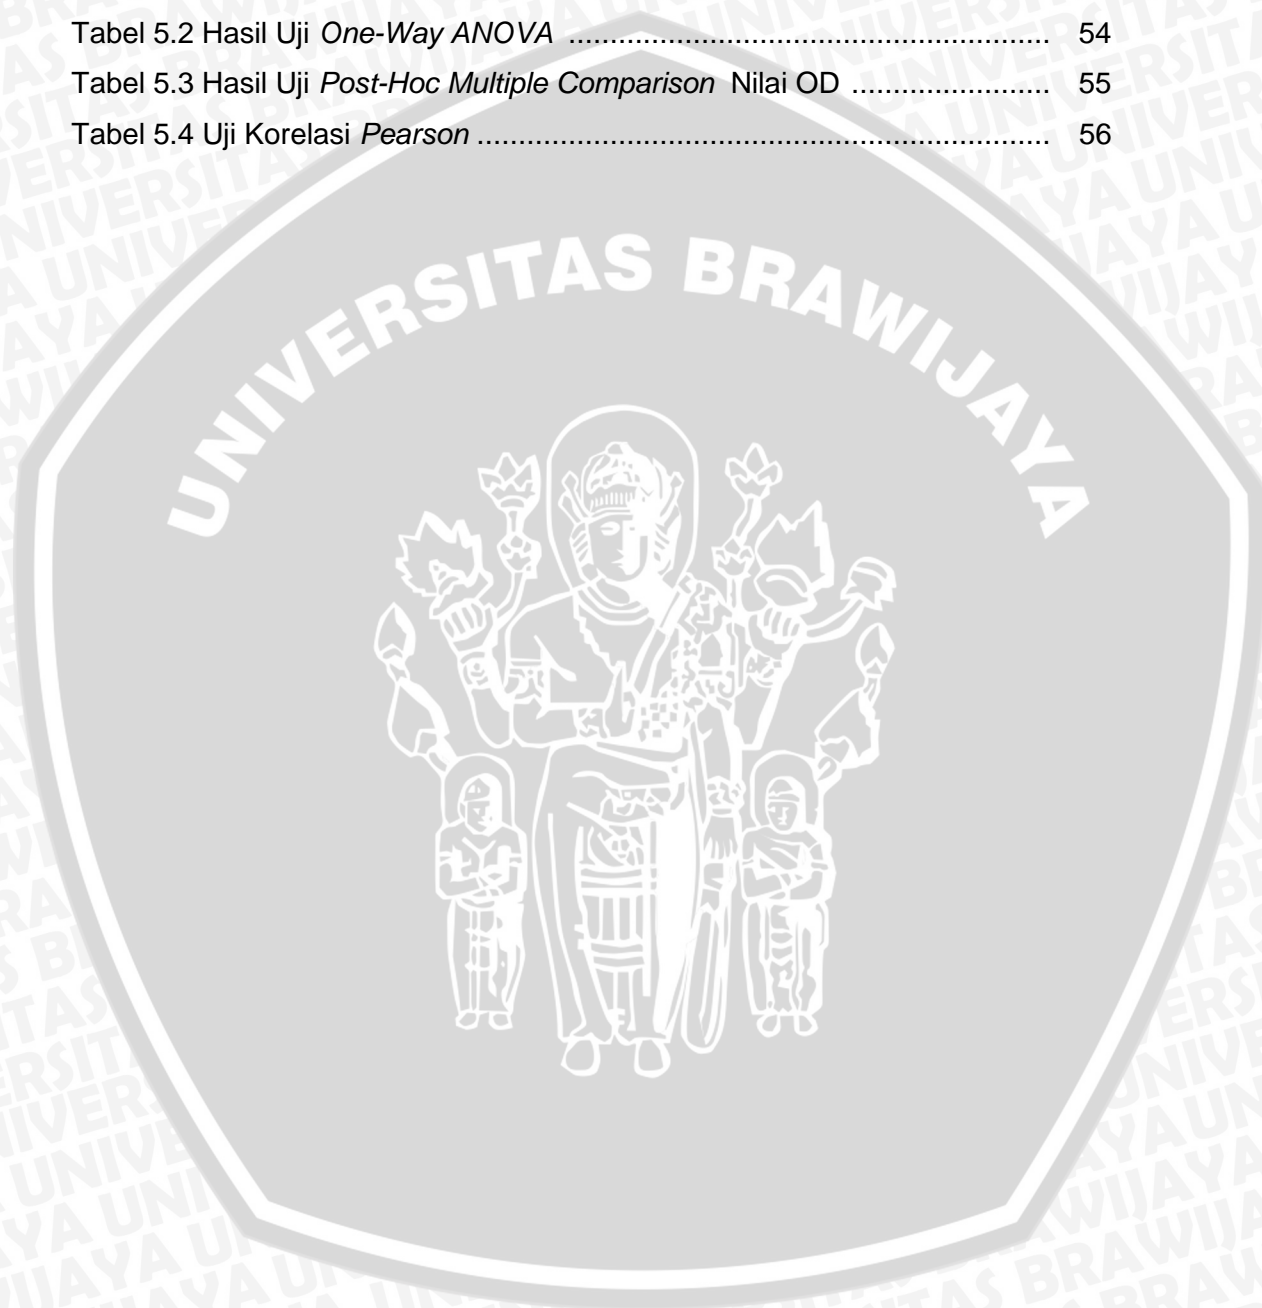 Tabel 5.2 Hasil Uji One-Way ANOVA .......................................................... 54
Tabel 5.3 Hasil Uji Post-Hoc Multiple Comparison Nilai OD ........................ 55
Tabel 5.4 Uji Korelasi Pearson ..................................................................... 56
UNIVERSITAS BRAWIJAYA